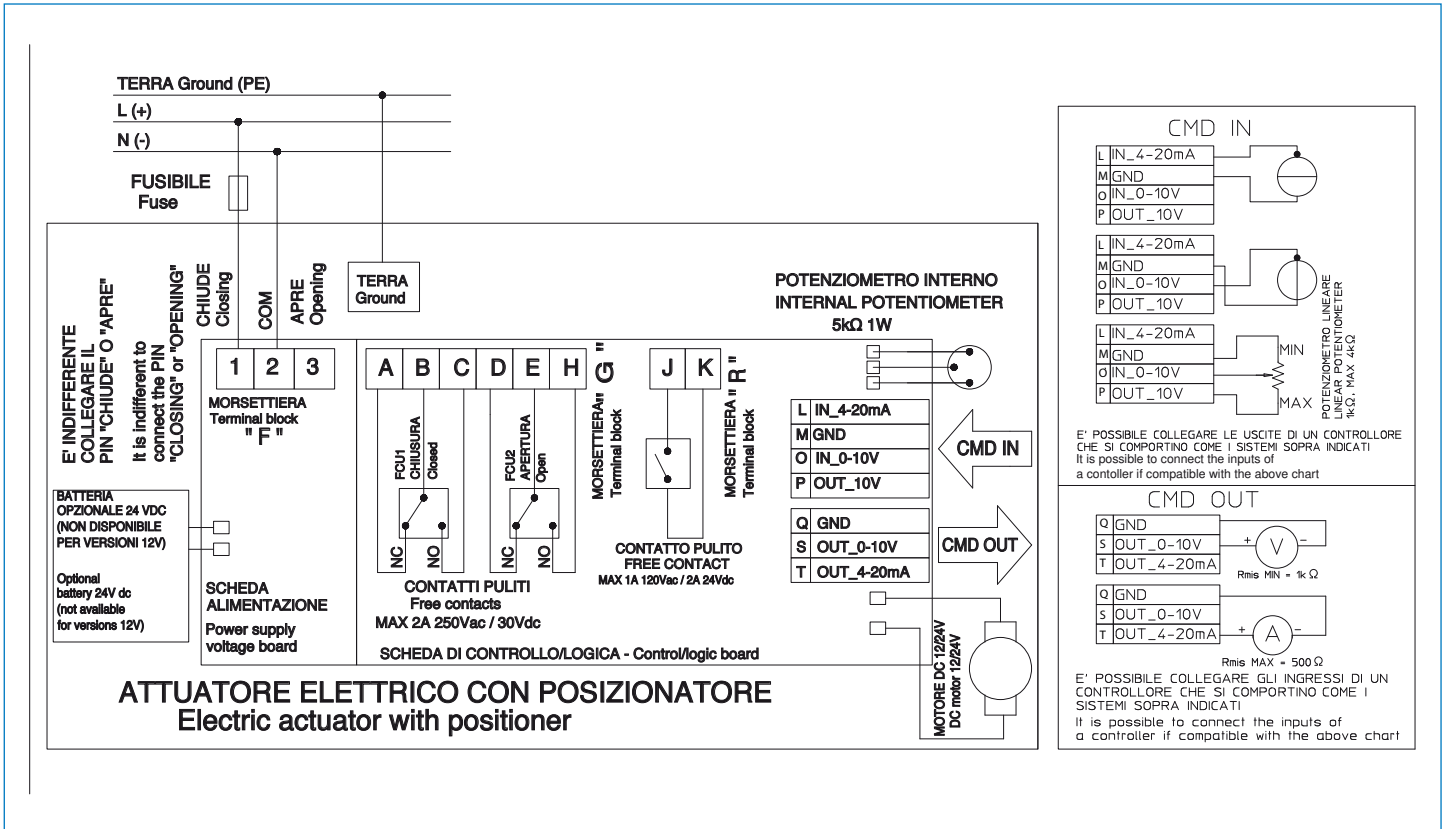 TERRA Ground (PE)
L (+)
N (-)
FUSIBILE
Fuse
E' INDIFFERENTE
COLLEGARE IL
PIN "CHIUDE" O "APRE"
It is indifferent to
connect the PIN
"CLOSING" or "OPENING"
CHIUDE
Closing
COM
APRE
Opening
TERRA
Ground
1 2 3
MORSETTIERA
Terminal block
" F "
BATTERIA
OPZIONALE 24 VDC
(NON DISPONIBILE
PER VERSIONI 12V)
Optional
battery 24V dc
(not available
for versions 12V)
SCHEDA
ALIMENTAZIONE
Power supply
voltage board
A B C D E H
MORSETTIERA" G "
Terminal block
FCU1
CHIUSURA
Closed
FCU2
APERTURA
Open
NC
NO
NC
NO
CONTATTI PULITI
Free contacts
MAX 2A 250Vac / 30Vdc
J K
MORSETTIERA " R "
Terminal block
CONTATTO PULITO
FREE CONTACT
MAX 1A 120Vac / 2A 24Vdc
SCHEDA DI CONTROLLO/LOGICA - Control/logic board
POTENZIOMETRO INTERNO
INTERNAL POTENTIOMETER
5kΩ 1W
L IN_4-20mA
M GND
O IN_0-10V
P OUT_10V
CMD IN
Q GND
S OUT_0-10V
T OUT_4-20mA
CMD OUT
MOTORE DC 12/24V
DC motor 12/24V
ATTUATORE ELETTRICO CON POSIZIONATORE
Electric actuator with positioner
CMD IN
L IN_4-20mA
M GND
O IN_0-10V
P OUT_10V
L IN_4-20mA
M GND
O IN_0-10V
P OUT_10V
L IN_4-20mA
M GND
O IN_0-10V
P OUT_10V
MIN
MAX
POTENZIOMETRO LINEARE
LINEAR POTENTIOMETER
1kΩ. MAX 4kΩ
E' POSSIBILE COLLEGARE LE USCITE DI UN CONTROLLORE
CHE SI COMPORTINO COME I SISTEMI SOPRA INDICATI
It is possible to connect the inputs of
a contoller if compatible with the above chart
CMD OUT
Q GND
S OUT_0-10V
T OUT_4-20mA
+ V -
Rmis MIN = 1k Ω
Q GND
S OUT_0-10V
T OUT_4-20mA
+ A -
Rmis MAX = 500 Ω
E' POSSIBILE COLLEGARE GLI INGRESSI DI UN
CONTROLLORE CHE SI COMPORTINO COME I
SISTEMI SOPRA INDICATI
It is possible to connect the inputs of
a controller if compatible with the above chart